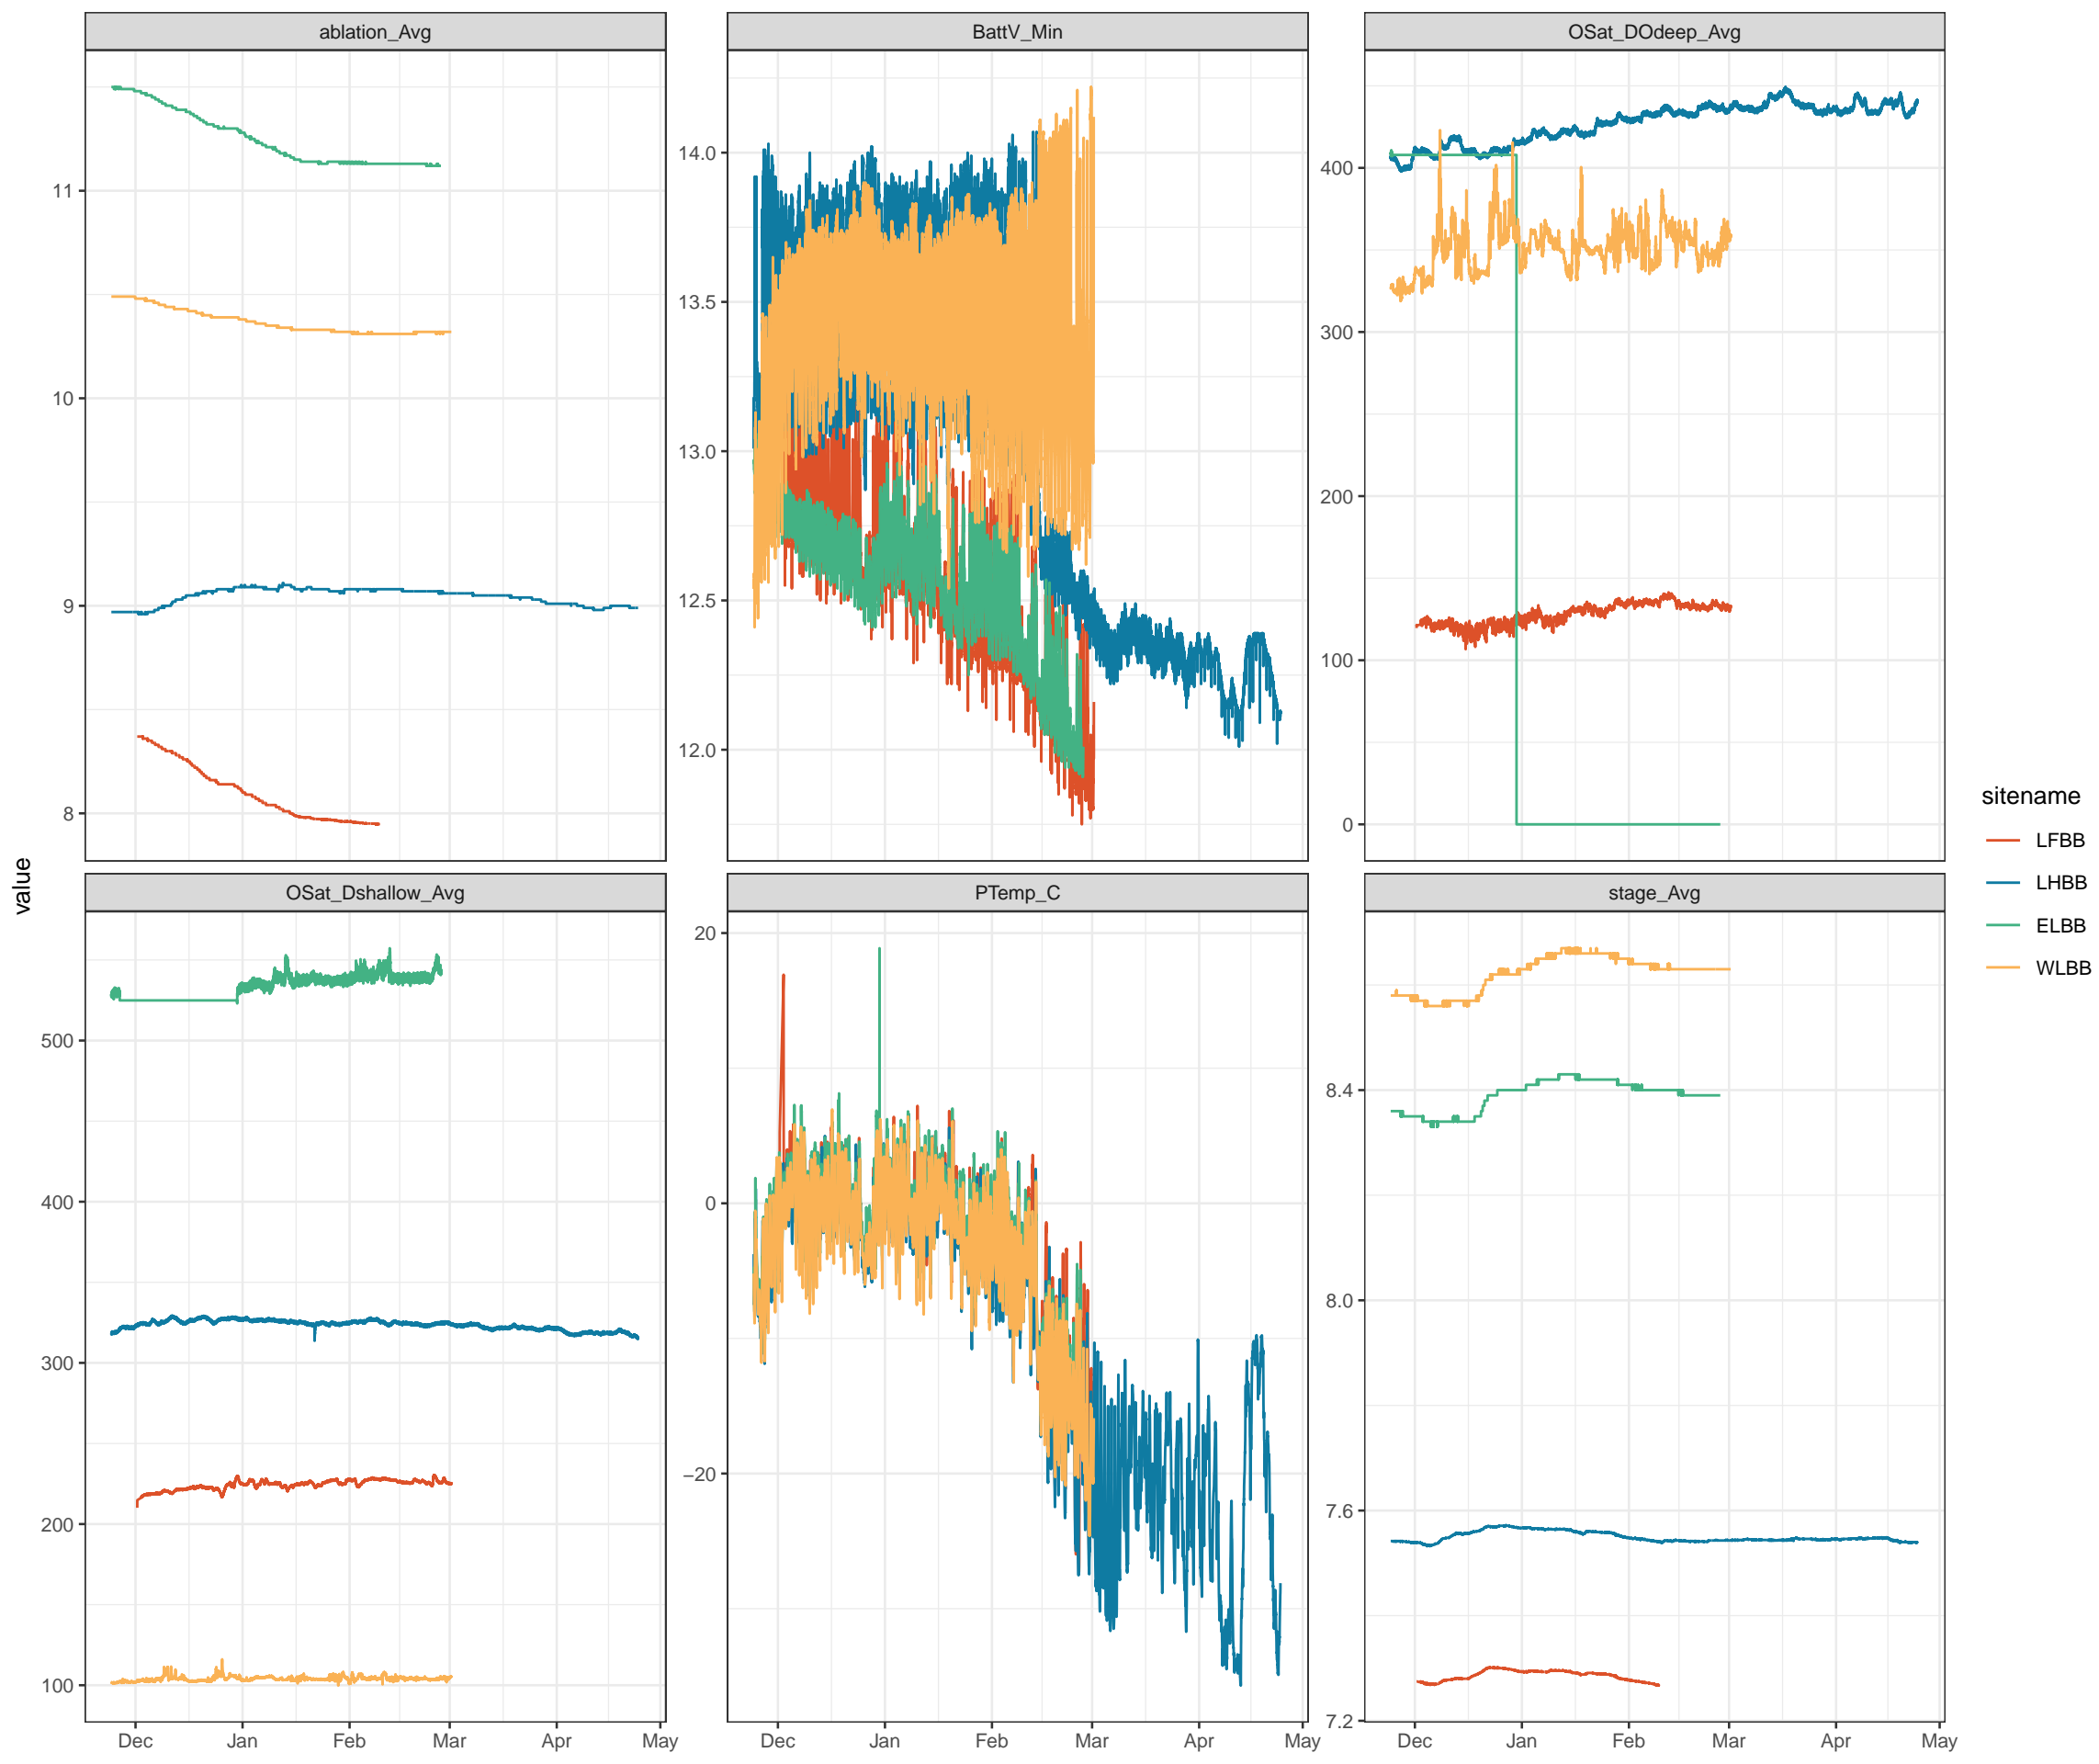 ablation_Avg
BattV_Min
OSat_DOdeep_Avg
11
10
9
8
14.0
13.5
13.0
12.5
12.0
400
300
200
100
0
value
OSat_Dshallow_Avg
PTemp_C
stage_Avg
500
400
300
200
100
20
0
−20
8.4
8.0
7.6
7.2
Dec Jan Feb Mar Apr May
Dec Jan Feb Mar Apr May
Dec Jan Feb Mar Apr May
sitename
LFBB
LHBB
ELBB
WLBB